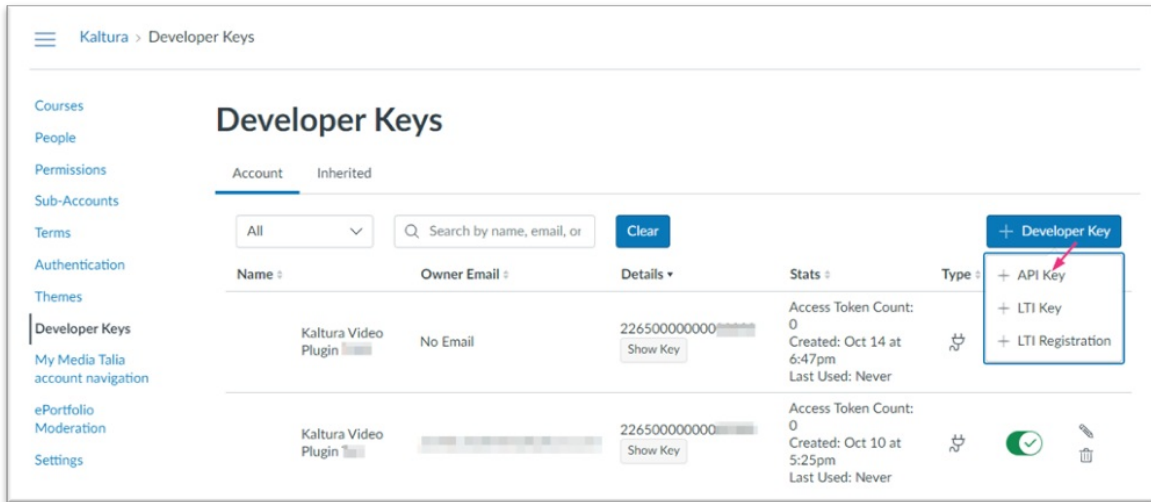 Kaltura > Developer Keys
Courses
People
Permissions
Sub-Accounts
Terms
Authentication
Themes
Developer Keys
My Media Talia
account navigation
ePortfolio
Moderation
Settings
Developer Keys
Account Inherited
All Search by name, email, or Clear + Developer Key
+ API Key
+ LTI Key
+ LTI Registration
Name Owner Email Details Stats Type
Kaltura Video
Plugin
No Email
226500000000
Show Key
Access Token Count:
0
Created: Oct 14 at
6:47pm
Last Used: Never
Kaltura Video
Plugin
226500000000
Show Key
Access Token Count:
0
Created: Oct 10 at
5:25pm
Last Used: Never